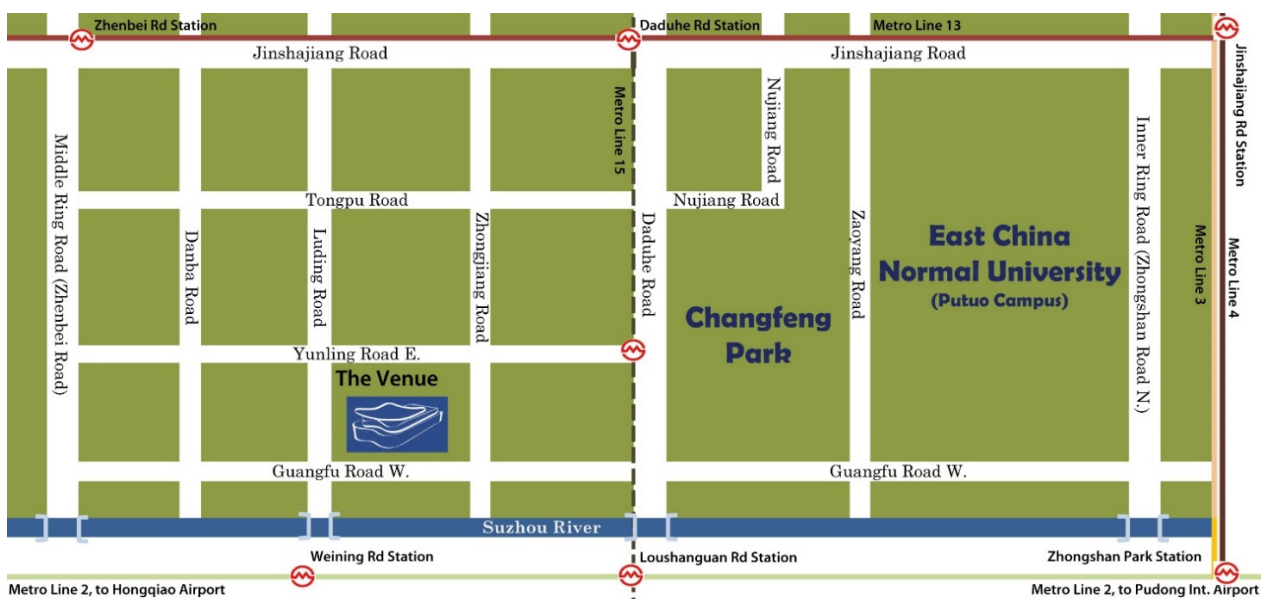 Zhenbei Rd Station
Daduhe Rd Station
Metro Line 13
Jinshajiang Road
Jinshajiang Road
Jinshajiang Rd Station
Metro Line 15
Nujiang Road
Middle Ring Road (Zhenbei Road)
Inner Ring Road (Zhongshan Road N.)
Tongpu Road
Nujiang Road
Danba Road
Luding Road
Zhongjiang Road
Daduhe Road
Zaoyang Road
East China
Normal University
(Putuo Campus)
Metro Line 3
Metro Line 4
Changfeng
Park
Yunling Road E.
The Venue
Guangfu Road W.
Guangfu Road W.
Suzhou River
Weining Rd Station
Loushanguan Rd Station
Zhongshan Park Station
Metro Line 2, to Hongqiao Airport
Metro Line 2, to Pudong Int. Airport